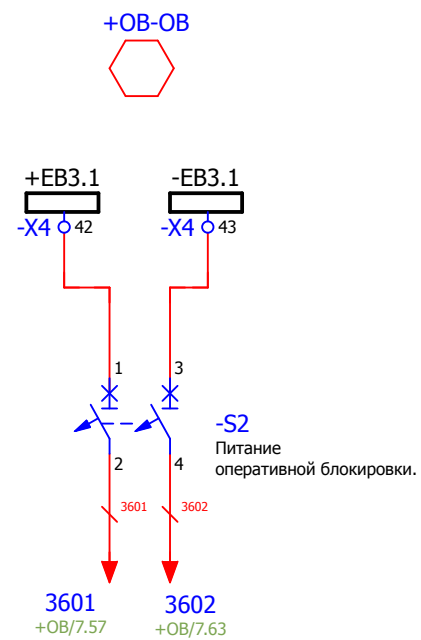 +OB-OB
+EB3.1
-EB3.1
-X4 42
-X4 43
1
3
-S2
Питание
оперативной блокировки.
2
4
3601
3602
3601
3602
+OB/7.57
+OB/7.63